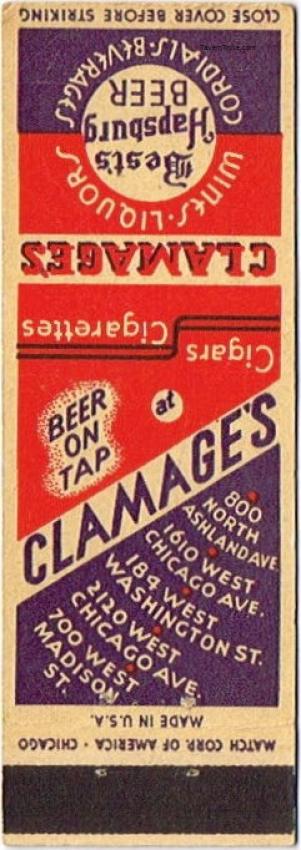 CLOSE COVER BEFORE STRIKING
TavernTrove.com
CORDIALS·BEVERAGES
Best's
Hapsburg
BEER
WINES·LIQUORS
CLAMAGE'S
Cigars Cigarettes
at
BEER
ON
TAP
CLAMAGE'S
800
NORTH
ASHLAND AVE.
1610 WEST
CHICAGO AVE.
184 WEST
WASHINGTON ST.
2120 WEST
CHICAGO AVE.
700 WEST
MADISON
ST.
MADE IN U.S.A.
MATCH CORP. OF AMERICA · CHICAGO